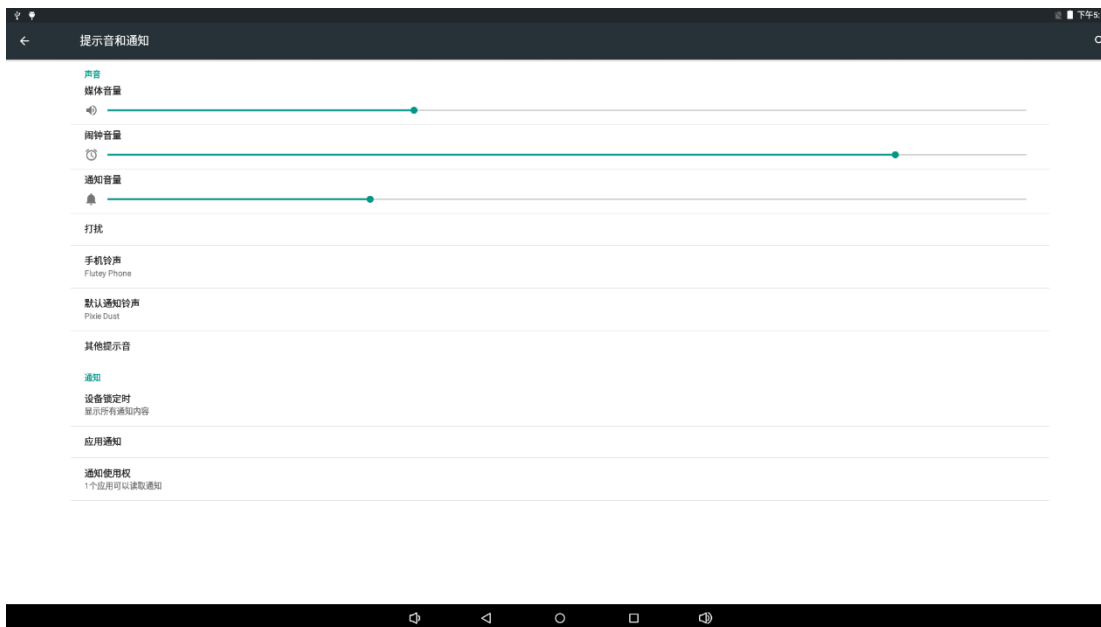 下午5:
提示音和通知
声音
媒体音量
闹钟音量
通知音量
打扰
手机铃声
Flutey Phone
默认通知铃声
Pixie Dust
其他提示音
通知
设备锁定时
显示所有通知内容
应用通知
通知使用权
1个应用可以读取通知